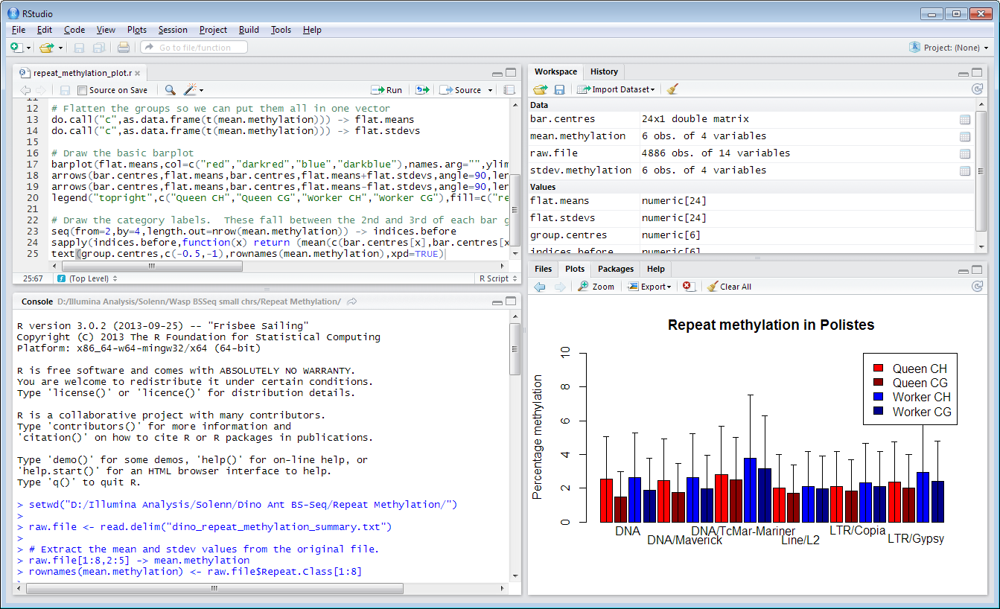 RStudio
File Edit Code View Plots Session Project Build Tools Help
Go to file/function
Project: (None)
repeat_methylation_plot.r
Source on Save
Run
Source
12 # Flatten the groups so we can put them all in one vector
13 do.call("c",as.data.frame(t(mean.methylation))) -> flat.means
14 do.call("c",as.data.frame(t(mean.methylation))) -> flat.stdevs
15
16 # Draw the basic barplot
17 barplot(flat.means,col=c("red","darkred","blue","darkblue"),names.arg="",ylim
18 arrows(bar.centres,flat.means,bar.centres,flat.means+flat.stdevs,angle=90,len
19 arrows(bar.centres,flat.means,bar.centres,flat.means-flat.stdevs,angle=90,len
20 legend("topright",c("Queen CH","Queen CG","Worker CH","Worker CG"),fill=c("re
21
22 # Draw the category labels.  These fall between the 2nd and 3rd of each bar g
23 seq(from=2,by=4,length.out=nrow(mean.methylation)) -> indices.before
24 sapply(indices.before,function(x) return (mean(c(bar.centres[x],bar.centres[x
25 text(group.centres,c(-0.5,-1),rownames(mean.methylation),xpd=TRUE)
25:67 (Top Level) R Script
Console D:/Illumina Analysis/Solenn/Wasp BSSeq small chrs/Repeat Methylation/
R version 3.0.2 (2013-09-25) -- "Frisbee Sailing"
Copyright (C) 2013 The R Foundation for Statistical Computing
Platform: x86_64-w64-mingw32/x64 (64-bit)
R is free software and comes with ABSOLUTELY NO WARRANTY.
You are welcome to redistribute it under certain conditions.
Type 'license()' or 'licence()' for distribution details.
R is a collaborative project with many contributors.
Type 'contributors()' for more information and
'citation()' on how to cite R or R packages in publications.
Type 'demo()' for some demos, 'help()' for on-line help, or
'help.start()' for an HTML browser interface to help.
Type 'q()' to quit R.
> setwd("D:/Illumina Analysis/Solenn/Dino Ant BS-Seq/Repeat Methylation/")
>
> raw.file <- read.delim("dino_repeat_methylation_summary.txt")
>
> # Extract the mean and stdev values from the original file.
> raw.file[1:8,2:5] -> mean.methylation
> rownames(mean.methylation) <- raw.file$Repeat.Class[1:8]
Workspace History
Import Dataset
Data
bar.centres 24x1 double matrix
mean.methylation 6 obs. of 4 variables
raw.file 4886 obs. of 14 variables
stdev.methylation 6 obs. of 4 variables
Values
flat.means numeric[24]
flat.stdevs numeric[24]
group.centres numeric[6]
indices.before numeric[6]
Files Plots Packages Help
Zoom Export Clear All
Repeat methylation in Polistes
Percentage methylation
10
8
6
4
2
0
Queen CH
Queen CG
Worker CH
Worker CG
DNA
DNA/Maverick
DNA/TcMar-Mariner
Line/L2
LTR/Copia
LTR/Gypsy